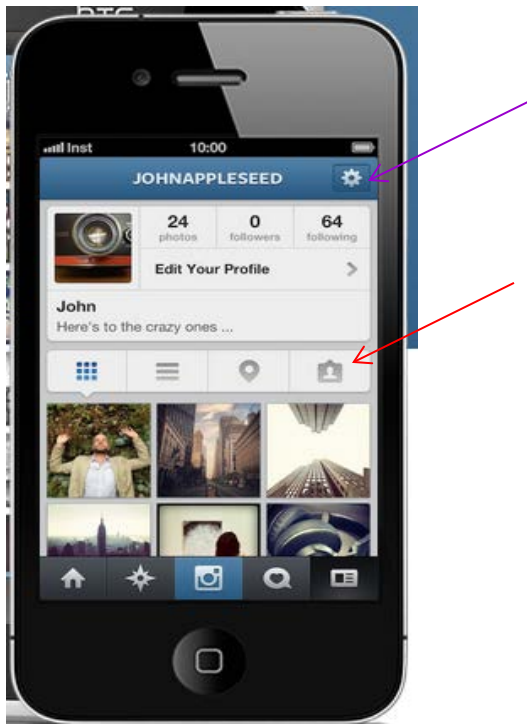 Inst 10:00
JOHNAPPLESEED
24 0 64
photos followers following
Edit Your Profile
John
Here's to the crazy ones ...